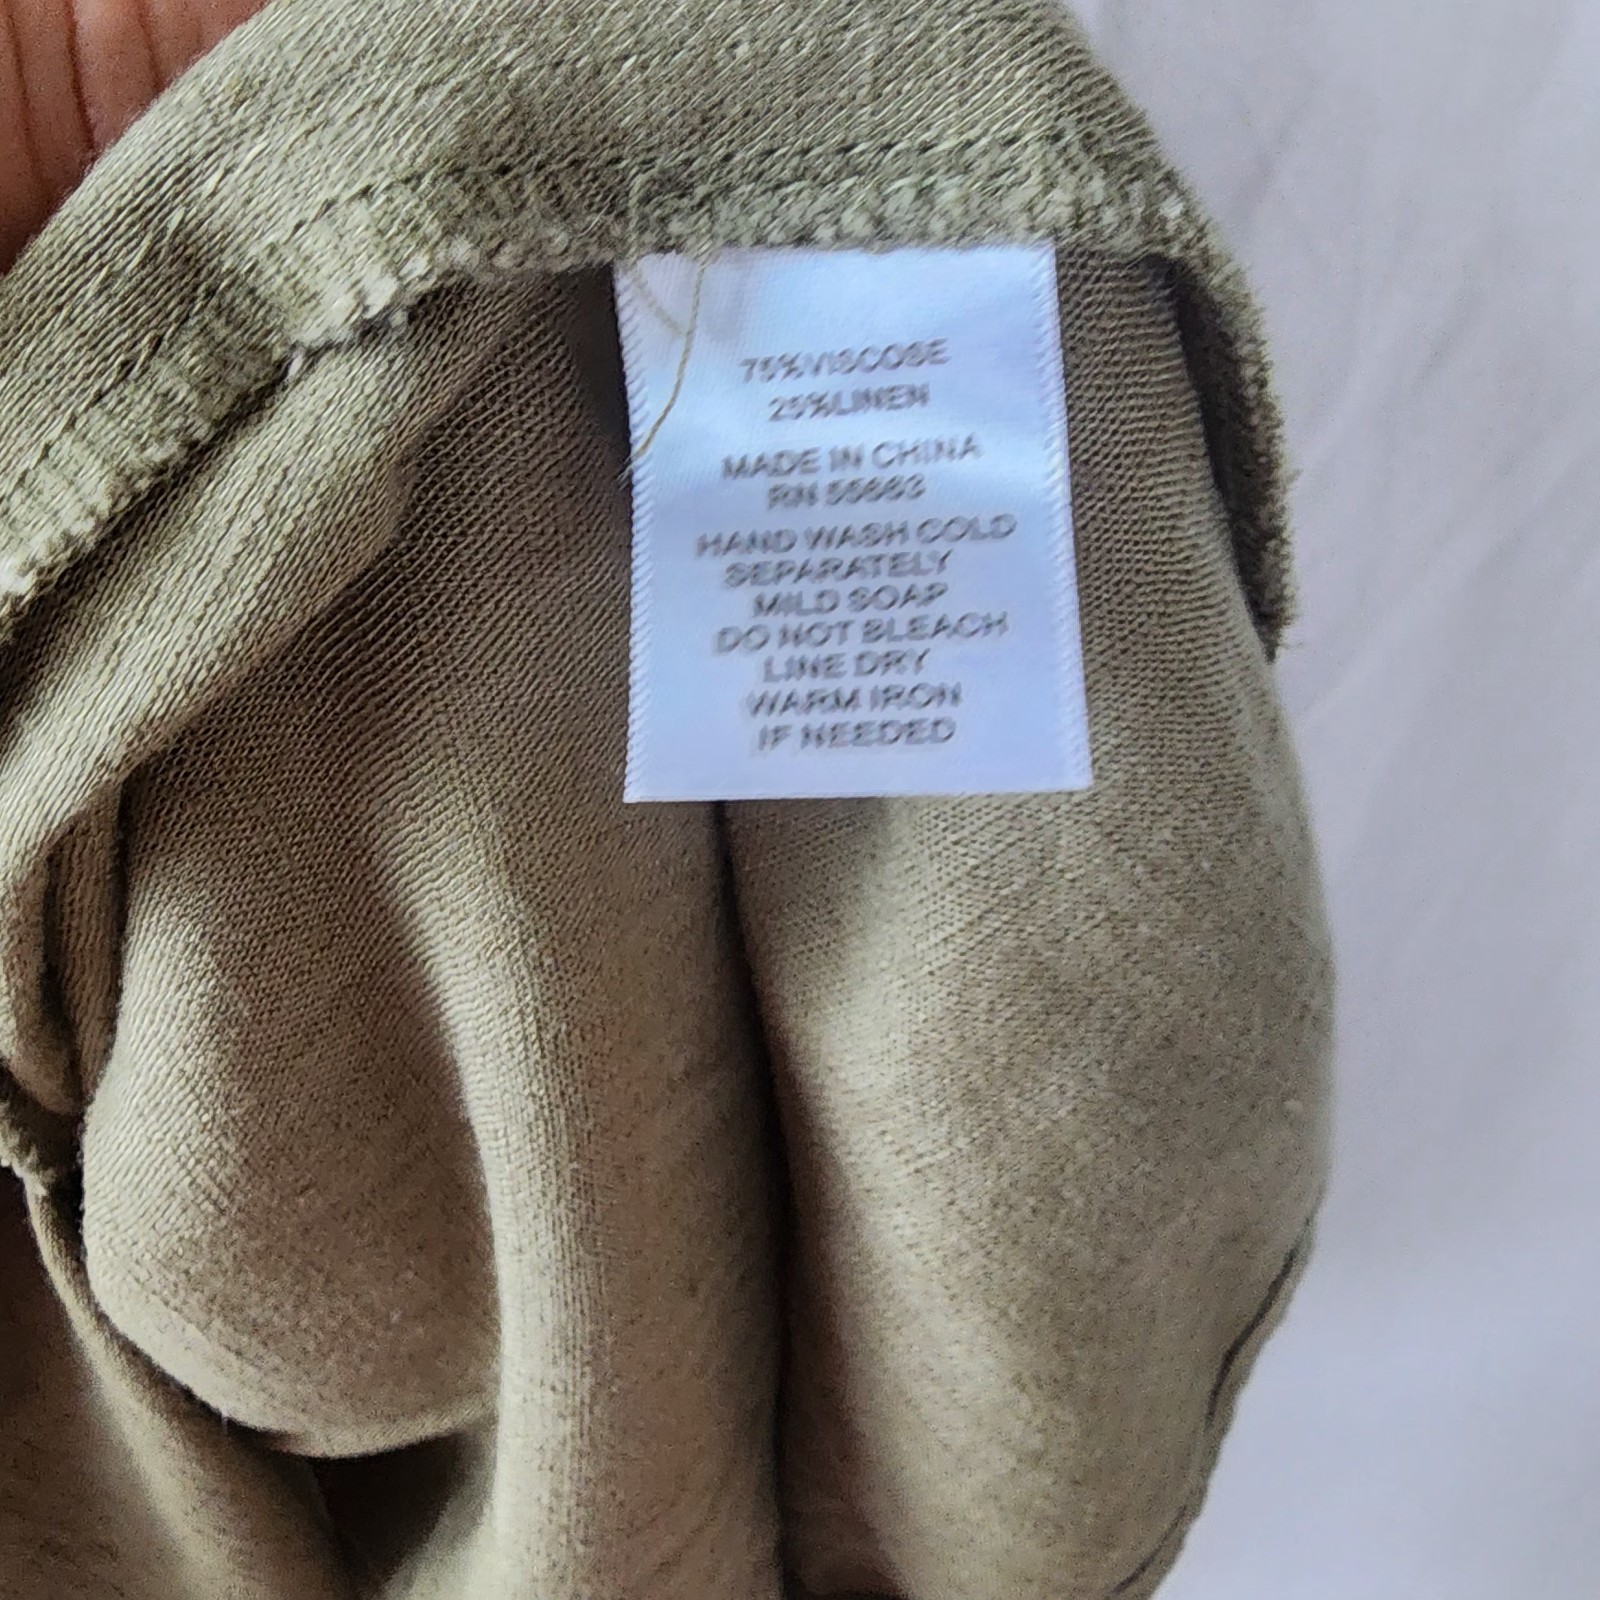 75%VISCOSE
25%LINEN
MADE IN CHINA
RN 55663
HAND WASH COLD
SEPARATELY
MILD SOAP
DO NOT BLEACH
LINE DRY
WARM IRON
IF NEEDED